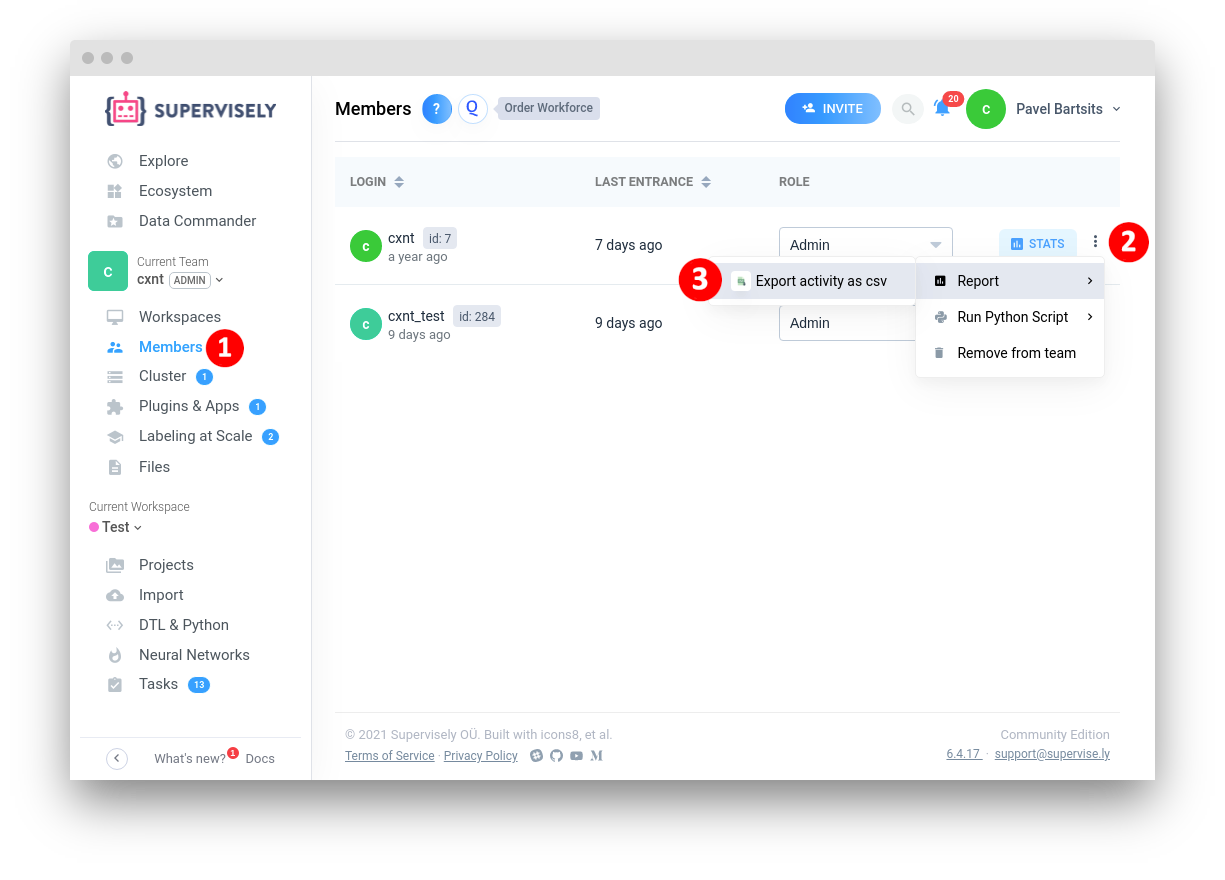 SUPERVISELY
Explore
Ecosystem
Data Commander
C
Current Team
cxnt ADMIN
Workspaces
Members 1
Cluster 1
Plugins & Apps 1
Labeling at Scale 2
Files
Current Workspace
Test
Projects
Import
DTL & Python
Neural Networks
Tasks 13
What's new? 1 Docs
Members ? Q Order Workforce
INVITE 20 c Pavel Bartsits
LOGIN LAST ENTRANCE ROLE
c cxnt id: 7 7 days ago Admin STATS 2
a year ago
3 Export activity as csv
Report
Run Python Script
Remove from team
c cxnt_test id: 284 9 days ago Admin
9 days ago
© 2021 Supervisely OÜ. Built with icons8, et al.
Terms of Service · Privacy Policy
Community Edition
6.4.17 · support@supervise.ly